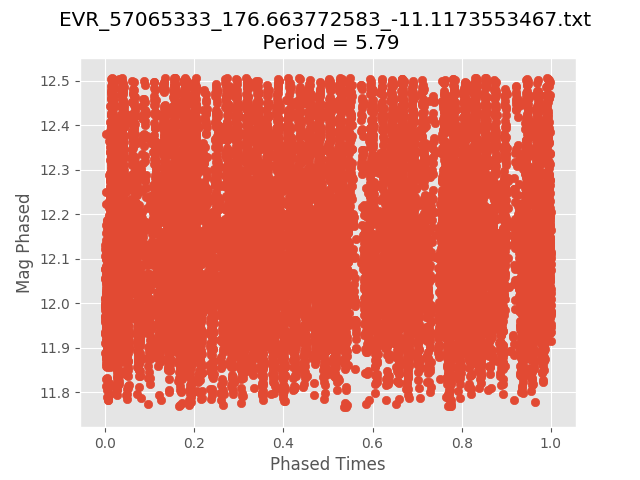 EVR_57065333_176.663772583_-11.1173553467.txt
Period = 5.79
12.5
12.4
12.3
12.2
12.1
12.0
11.9
11.8
Mag Phased
0.0 0.2 0.4 0.6 0.8 1.0
Phased Times